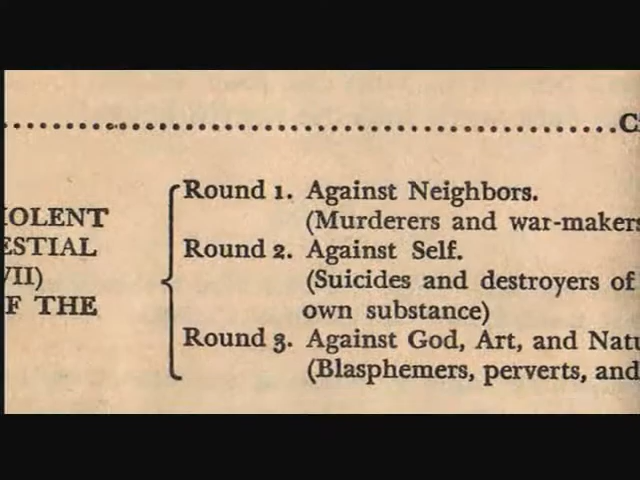 ....................................................................C
Round 1. Against Neighbors.
IOLENT
(Murderers and war-makers
ESTIAL
Round 2. Against Self.
VII)
(Suicides and destroyers of
F THE
own substance)
Round 3. Against God, Art, and Natu
(Blasphemers, perverts, and